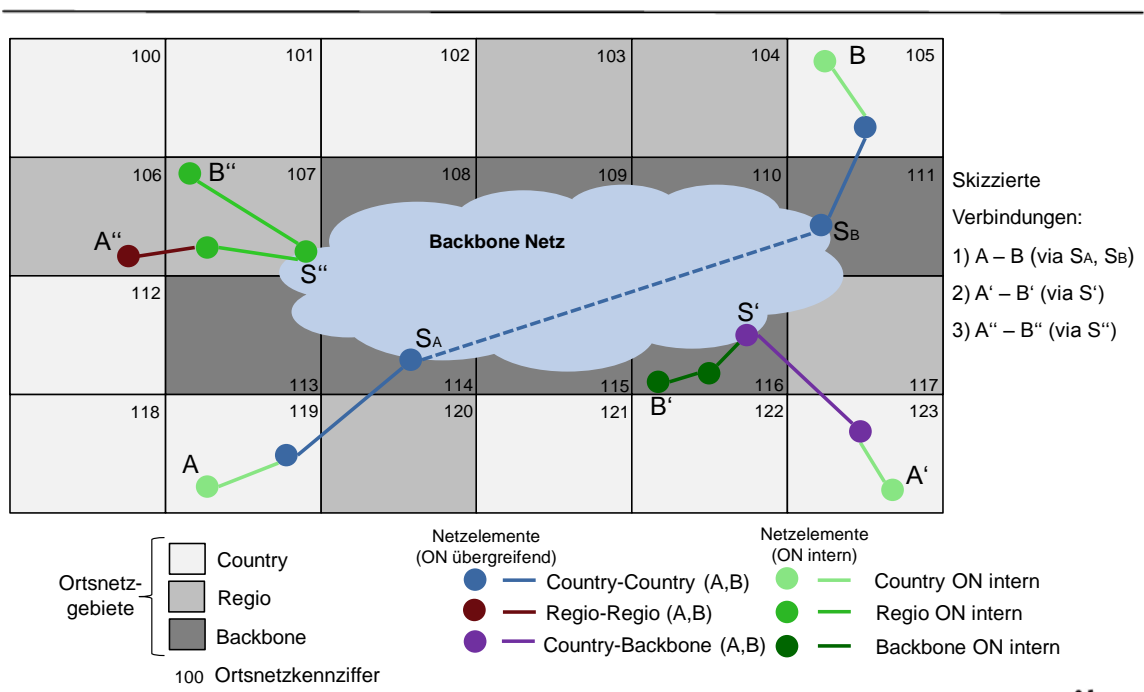 100 101 102 103 104 105
B
106 107 108 109 110 111
B“
A“
S“
Backbone Netz
SB
Skizzierte
Verbindungen:
1) A – B (via SA, SB)
2) A‘ – B‘ (via S‘)
3) A“ – B“ (via S“)
112
SA
S‘
113 114 115 116 117
B‘
118 119 120 121 122 123
A
A‘
Ortsnetz-
gebiete
Country
Regio
Backbone
100 Ortsnetzkennziffer
Netzelemente
(ON übergreifend)
Country-Country (A,B)
Regio-Regio (A,B)
Country-Backbone (A,B)
Netzelemente
(ON intern)
Country ON intern
Regio ON intern
Backbone ON intern